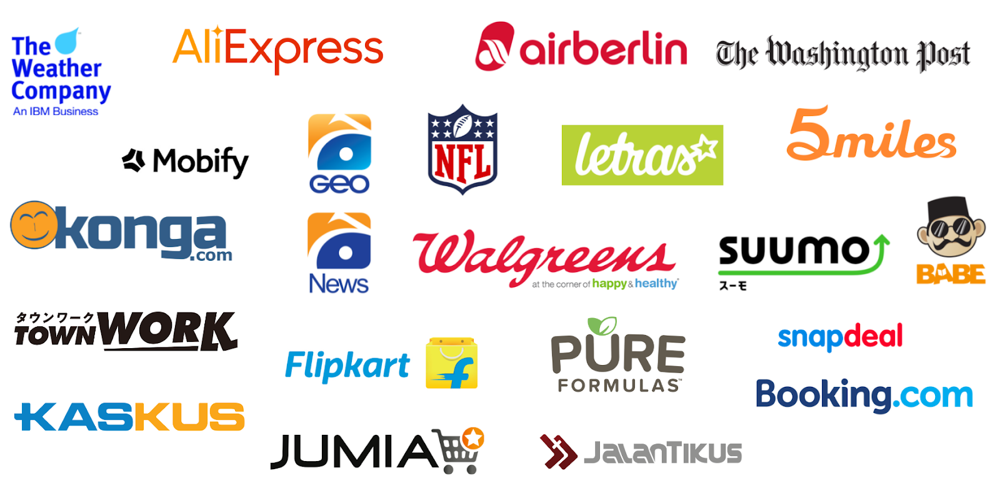 The
Weather
Company
An IBM Business
AliExpress
airberlin
The Washington Post
Mobify
GEO
NFL
letras
5miles
konga
.com
News
Walgreens
at the corner of happy & healthy®
suumo
スーモ
BABE
タウンワーク
TOWNWORK
Flipkart
f
PURE
FORMULAS™
snapdeal
Booking.com
KASKUS
JUMIA
JALANTIKUS